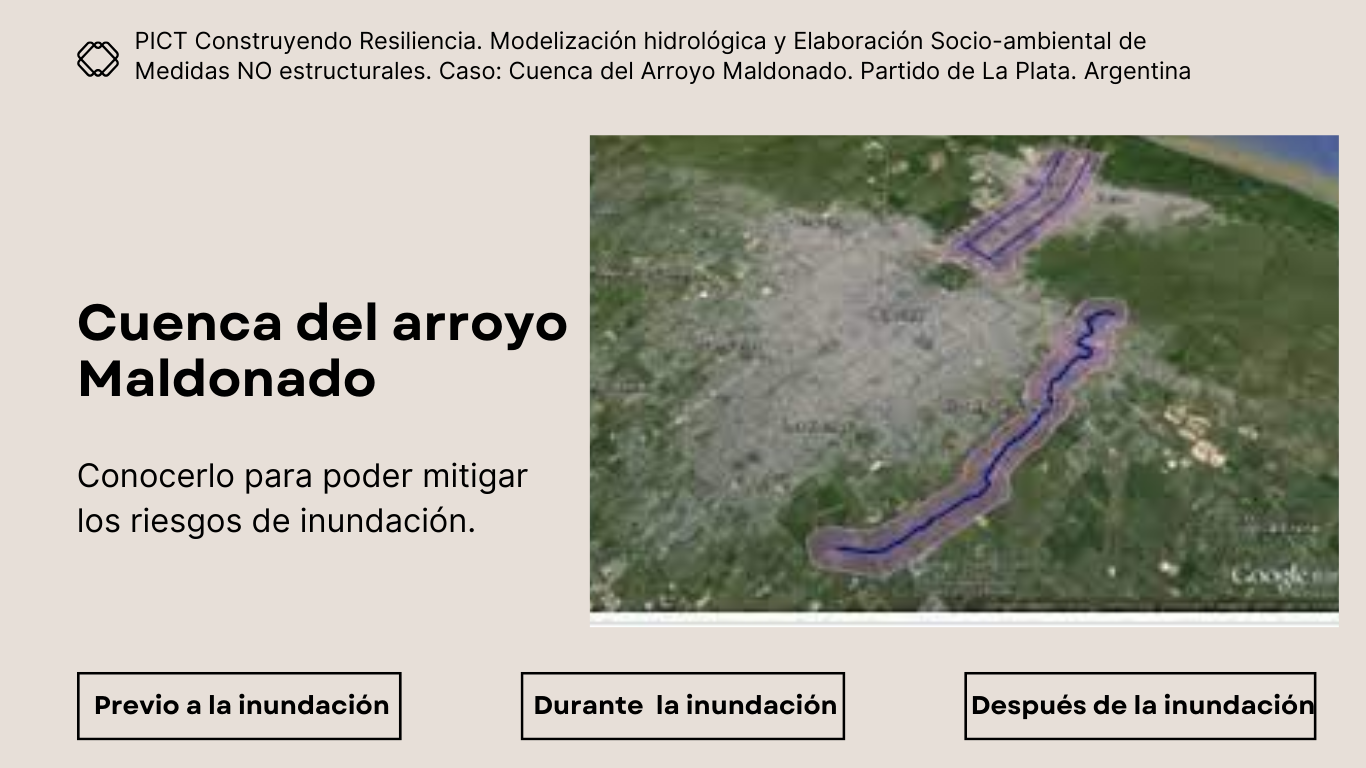 PICT Construyendo Resiliencia. Modelización hidrológica y Elaboración Socio-ambiental de
Medidas NO estructurales. Caso: Cuenca del Arroyo Maldonado. Partido de La Plata. Argentina
Cuenca del arroyo
Maldonado
Conocerlo para poder mitigar
los riesgos de inundación.
Google
Previo a la inundación
Durante  la inundación
Después de la inundación